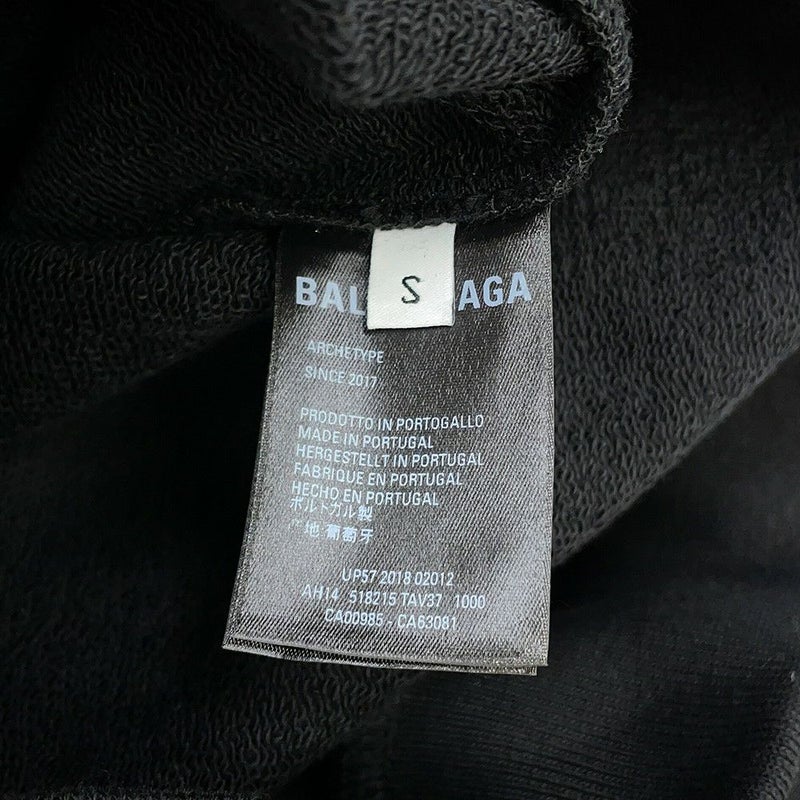 S
BAL AGA
ARCHETYPE
SINCE 2017
PRODOTTO IN PORTOGALLO
MADE IN PORTUGAL
HERGESTELLT IN PORTUGAL
FABRIQUE EN PORTUGAL
HECHO EN PORTUGAL
ポルトガル製
产地 葡萄牙
UP57 2018 02012
AH14 518215 TAV37 1000
CA00985 - CA63081